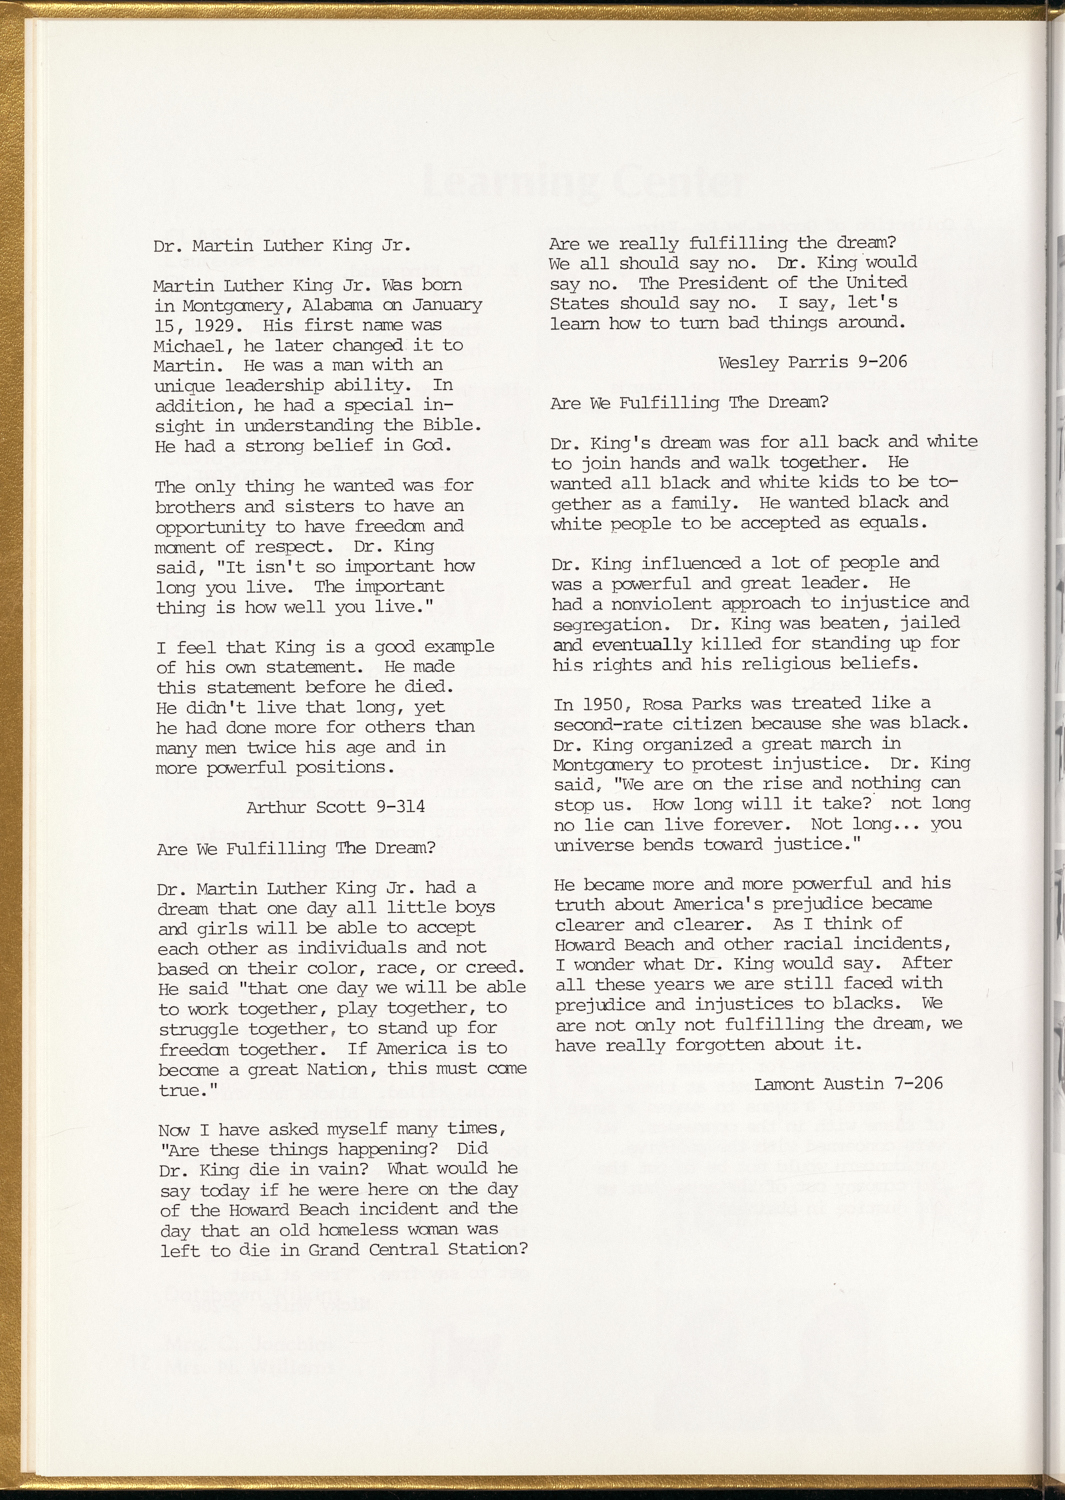 Dr. Martin Luther King Jr.
Martin Luther King Jr. Was born
in Montgomery, Alabama on January
15, 1929. His first name was
Michael, he later changed it to
Martin. He was a man with an
unique leadership ability. In
addition, he had a special in-
sight in understanding the Bible.
He had a strong belief in God.
The only thing he wanted was for
brothers and sisters to have an
opportunity to have freedom and
moment of respect. Dr. King
said, "It isn't so important how
long you live. The important
thing is how well you live."
I feel that King is a good example
of his own statement. He made
this statement before he died.
He didn't live that long, yet
he had done more for others than
many men twice his age and in
more powerful positions.
Arthur Scott 9-314
Are We Fulfilling The Dream?
Dr. Martin Luther King Jr. had a
dream that one day all little boys
and girls will be able to accept
each other as individuals and not
based on their color, race, or creed.
He said "that one day we will be able
to work together, play together, to
struggle together, to stand up for
freedom together. If America is to
become a great Nation, this must come
true."
Now I have asked myself many times,
"Are these things happening? Did
Dr. King die in vain? What would he
say today if he were here on the day
of the Howard Beach incident and the
day that an old homeless woman was
left to die in Grand Central Station?
Are we really fulfilling the dream?
We all should say no. Dr. King would
say no. The President of the United
States should say no. I say, let's
learn how to turn bad things around.
Wesley Parris 9-206
Are We Fulfilling The Dream?
Dr. King's dream was for all back and white
to join hands and walk together. He
wanted all black and white kids to be to-
gether as a family. He wanted black and
white people to be accepted as equals.
Dr. King influenced a lot of people and
was a powerful and great leader. He
had a nonviolent approach to injustice and
segregation. Dr. King was beaten, jailed
and eventually killed for standing up for
his rights and his religious beliefs.
In 1950, Rosa Parks was treated like a
second-rate citizen because she was black.
Dr. King organized a great march in
Montgomery to protest injustice. Dr. King
said, "We are on the rise and nothing can
stop us. How long will it take? not long
no lie can live forever. Not long... you
universe bends toward justice."
He became more and more powerful and his
truth about America's prejudice became
clearer and clearer. As I think of
Howard Beach and other racial incidents,
I wonder what Dr. King would say. After
all these years we are still faced with
prejudice and injustices to blacks. We
are not only not fulfilling the dream, we
have really forgotten about it.
Lamont Austin 7-206